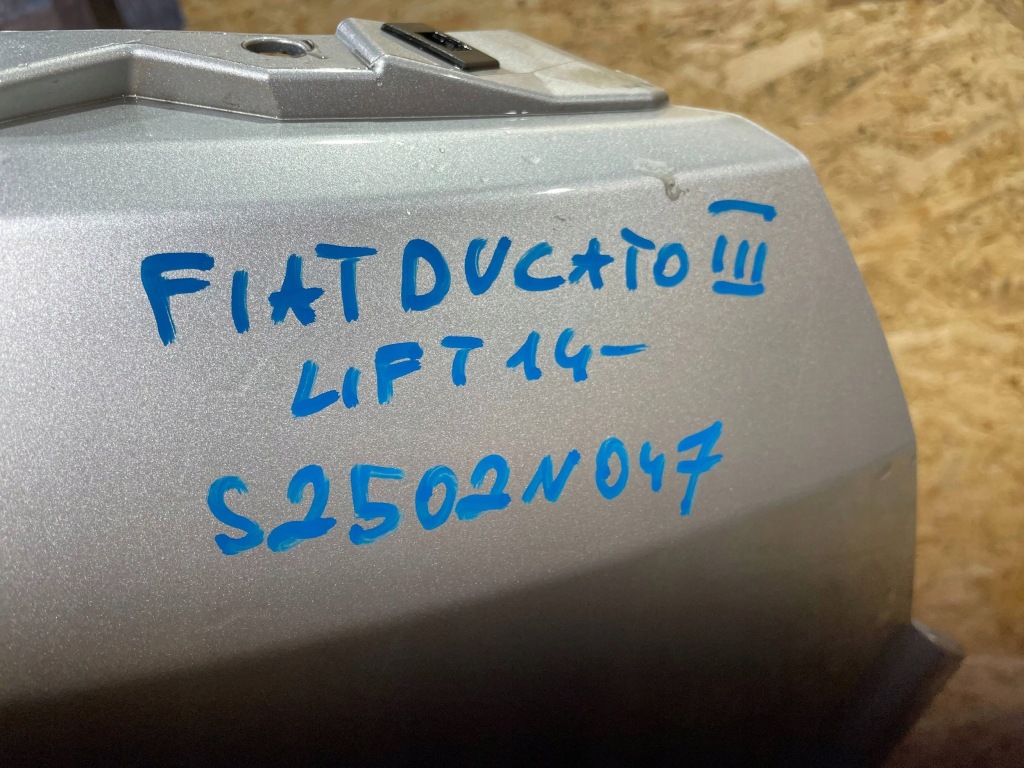 FIAT DUCATO III
LIFT 14-
S2502N047